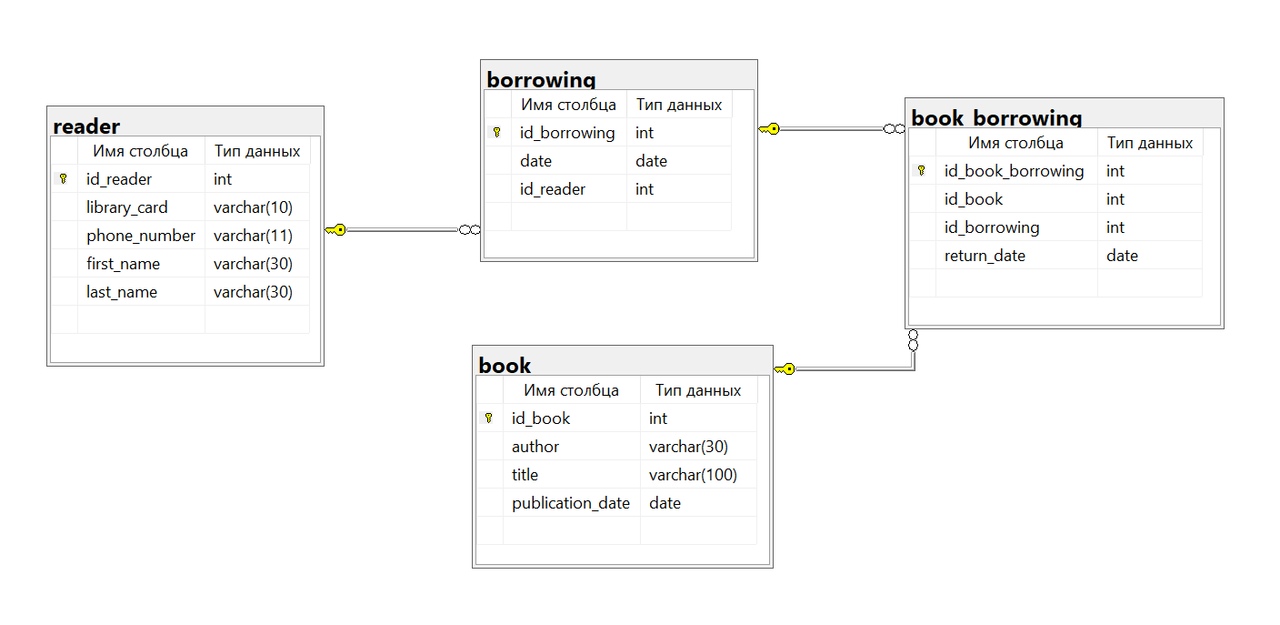 reader
Имя столбца Тип данных
id_reader int
library_card varchar(10)
phone_number varchar(11)
first_name varchar(30)
last_name varchar(30)
borrowing
Имя столбца Тип данных
id_borrowing int
date date
id_reader int
book_borrowing
Имя столбца Тип данных
id_book_borrowing int
id_book int
id_borrowing int
return_date date
book
Имя столбца Тип данных
id_book int
author varchar(30)
title varchar(100)
publication_date date